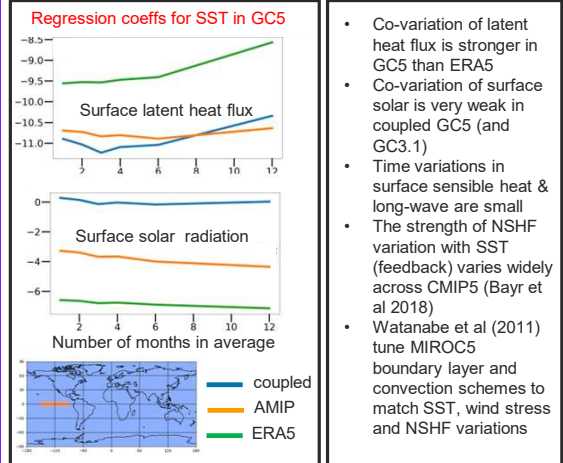 Regression coeffs for SST in GC5
−8.5
−9.0
−9.5
−10.0
−10.5
−11.0
Surface latent heat flux
2 4 6 8 10 12
0
−2
−4
−6
Surface solar radiation
2 4 6 8 10 12
Number of months in average
coupled
AMIP
ERA5
• Co-variation of latent
heat flux is stronger in
GC5 than ERA5
• Co-variation of surface
solar is very weak in
coupled GC5 (and
GC3.1)
• Time variations in
surface sensible heat &
long-wave are small
• The strength of NSHF
variation with SST
(feedback) varies widely
across CMIP5 (Bayr et
al 2018)
• Watanabe et al (2011)
tune MIROC5
boundary layer and
convection schemes to
match SST, wind stress
and NSHF variations